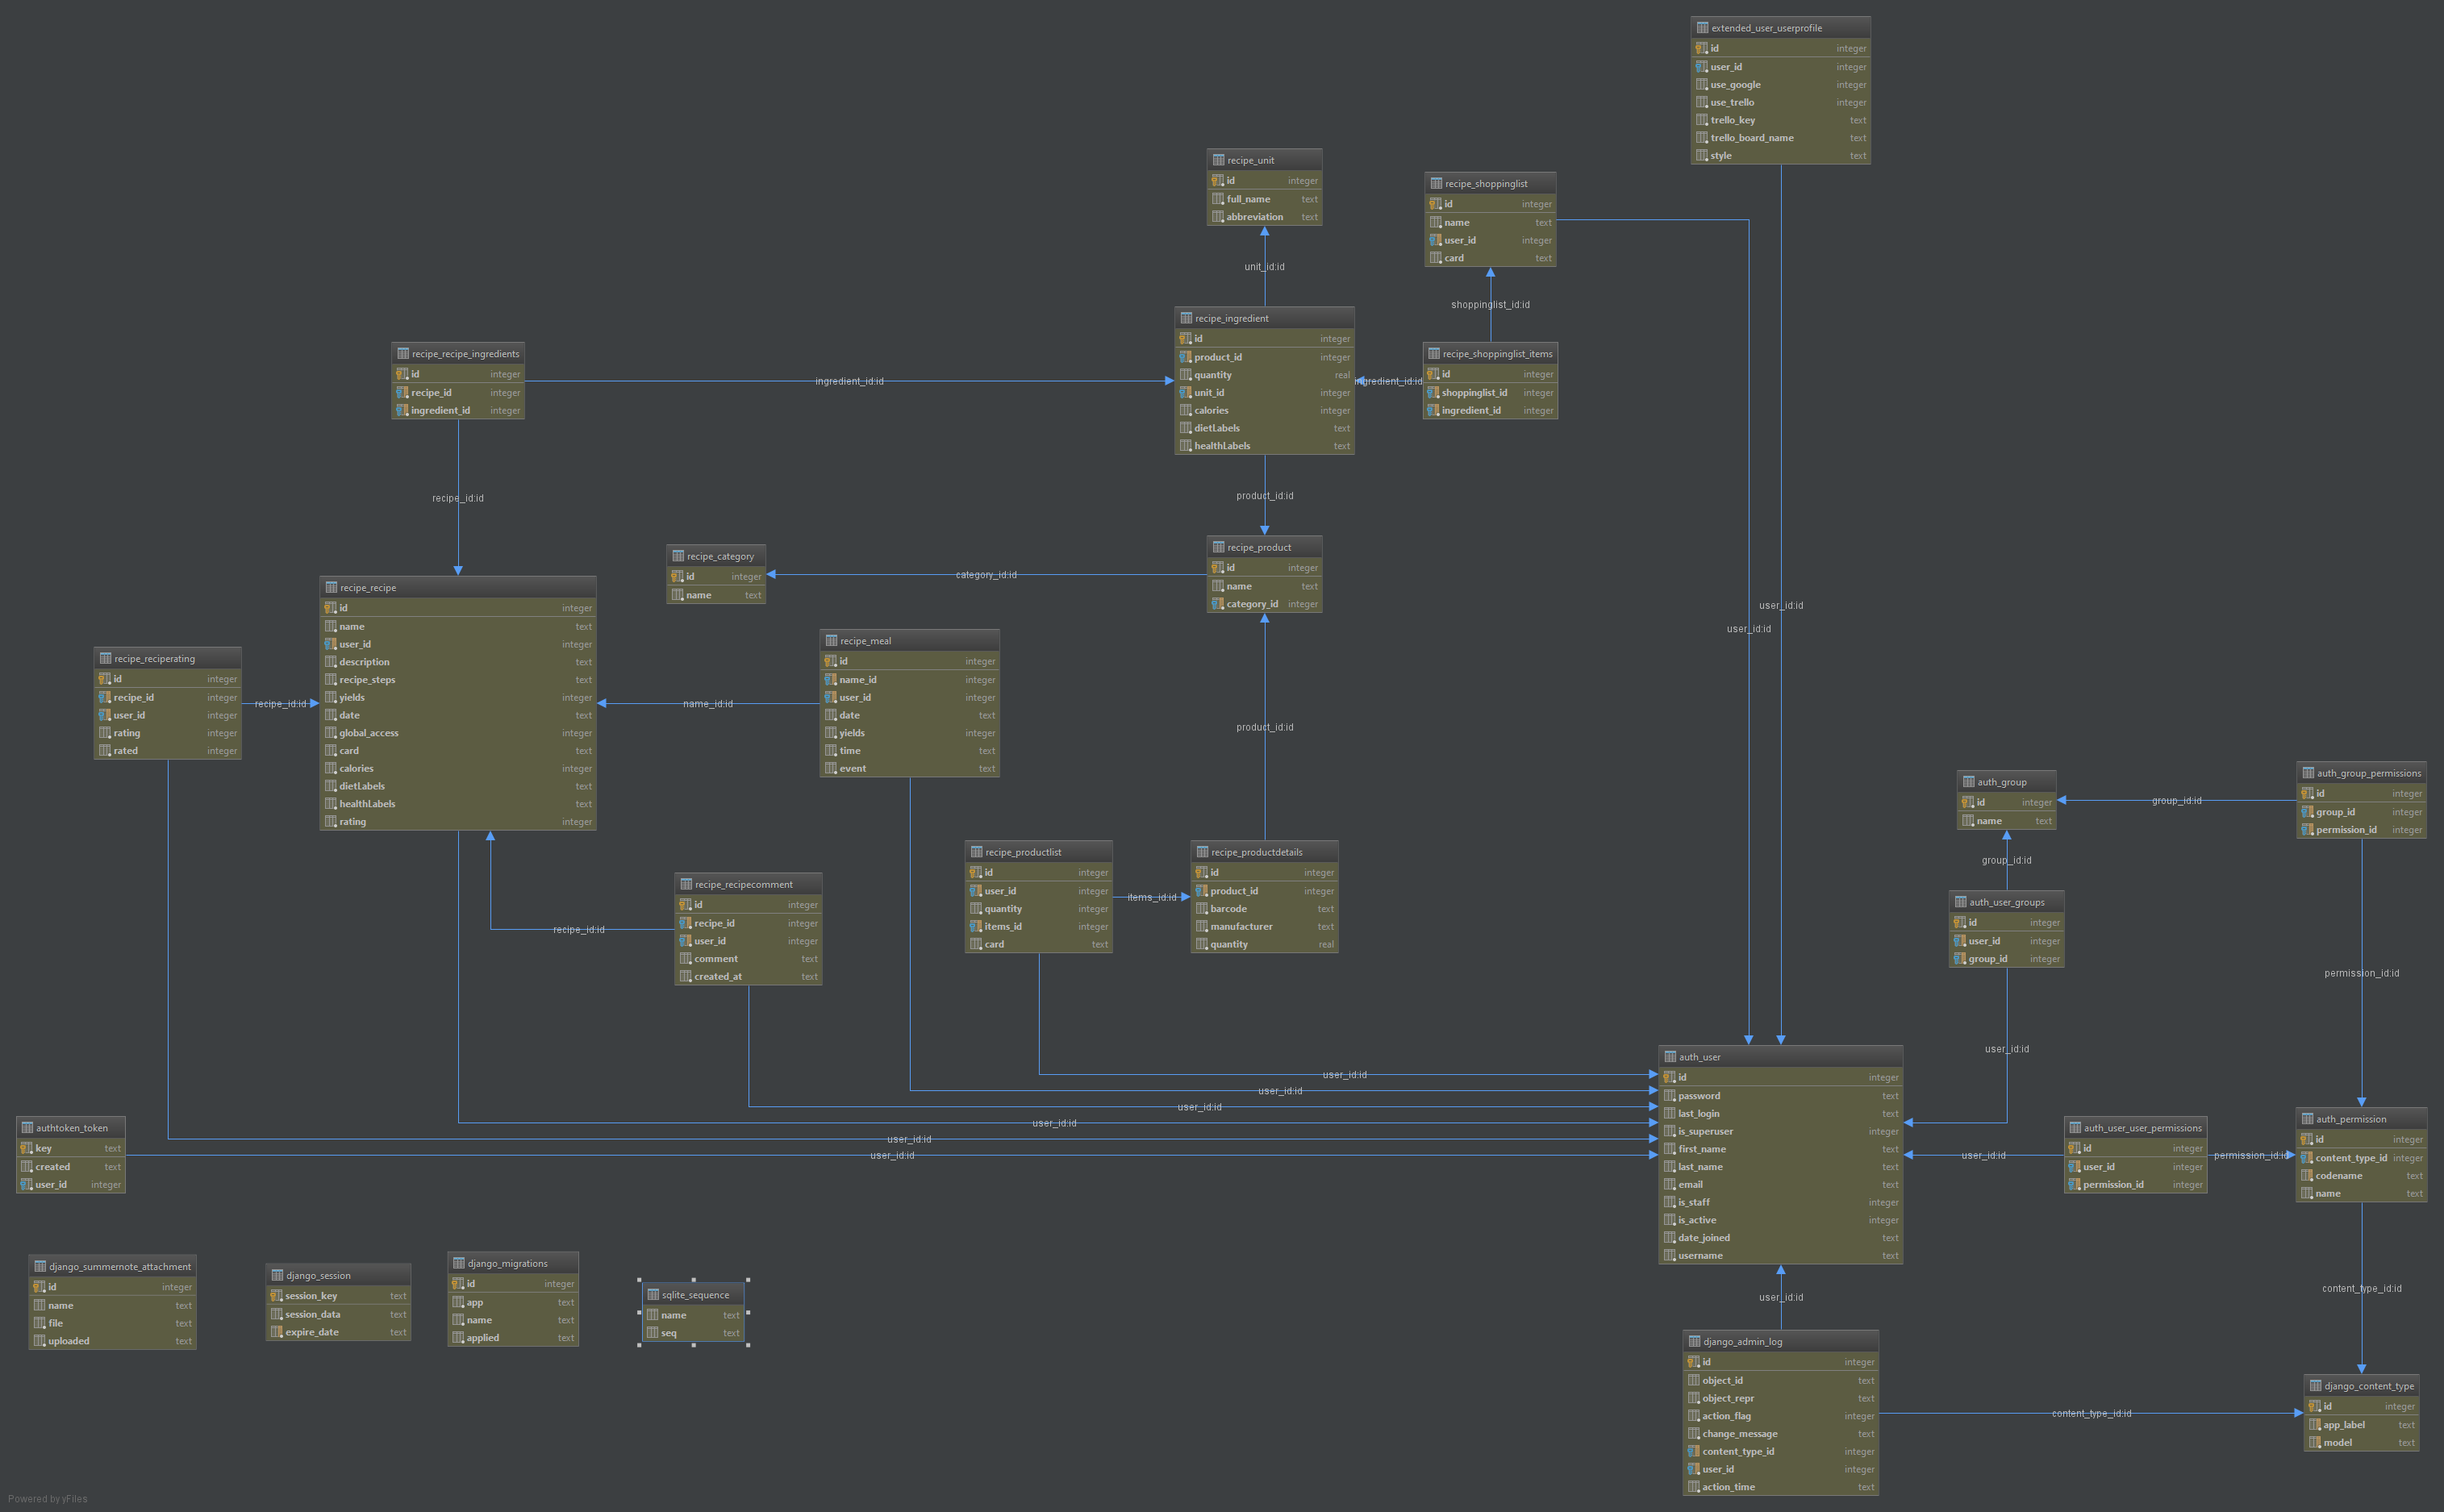 extended_user_userprofile
id integer
user_id integer
use_google integer
use_trello integer
trello_key text
trello_board_name text
style text
recipe_unit
id integer
full_name text
abbreviation text
recipe_shoppinglist
id integer
name text
user_id integer
card text
unit_id:id
shoppinglist_id:id
recipe_ingredient
id integer
product_id integer
quantity real
unit_id integer
calories integer
dietLabels text
healthLabels text
recipe_recipe_ingredients
id integer
recipe_id integer
ingredient_id integer
ingredient_id:id
ingredient_id:id
recipe_shoppinglist_items
id integer
shoppinglist_id integer
ingredient_id integer
recipe_id:id
product_id:id
recipe_category
id integer
name text
category_id:id
recipe_product
id integer
name text
category_id integer
user_id:id
user_id:id
recipe_recipe
id integer
name text
user_id integer
description text
recipe_steps text
yields integer
date text
global_access integer
card text
calories integer
dietLabels text
healthLabels text
rating integer
recipe_reciperating
id integer
recipe_id integer
user_id integer
rating integer
rated integer
recipe_id:id
name_id:id
recipe_meal
id integer
name_id integer
user_id integer
date text
yields integer
time text
event text
product_id:id
auth_group
id integer
name text
group_id:id
auth_group_permissions
id integer
group_id integer
permission_id integer
recipe_productlist
id integer
user_id integer
quantity integer
items_id integer
card text
items_id:id
recipe_productdetails
id integer
product_id integer
barcode text
manufacturer text
quantity real
group_id:id
recipe_recipecomment
id integer
recipe_id integer
user_id integer
comment text
created_at text
recipe_id:id
auth_user_groups
id integer
user_id integer
group_id integer
permission_id:id
user_id:id
auth_user
id integer
password text
last_login text
is_superuser integer
first_name text
last_name text
email text
is_staff integer
is_active integer
date_joined text
username text
user_id:id
user_id:id
user_id:id
user_id:id
user_id:id
user_id:id
authtoken_token
key text
created text
user_id integer
user_id:id
auth_user_user_permissions
id integer
user_id integer
permission_id integer
permission_id:id
auth_permission
id integer
content_type_id integer
codename text
name text
django_summernote_attachment
id integer
name text
file text
uploaded text
django_session
session_key text
session_data text
expire_date text
django_migrations
id integer
app text
name text
applied text
sqlite_sequence
name text
seq text
user_id:id
content_type_id:id
django_admin_log
id integer
object_id text
object_repr text
action_flag integer
change_message text
content_type_id integer
user_id integer
action_time text
content_type_id:id
django_content_type
id integer
app_label text
model text
Powered by yFiles